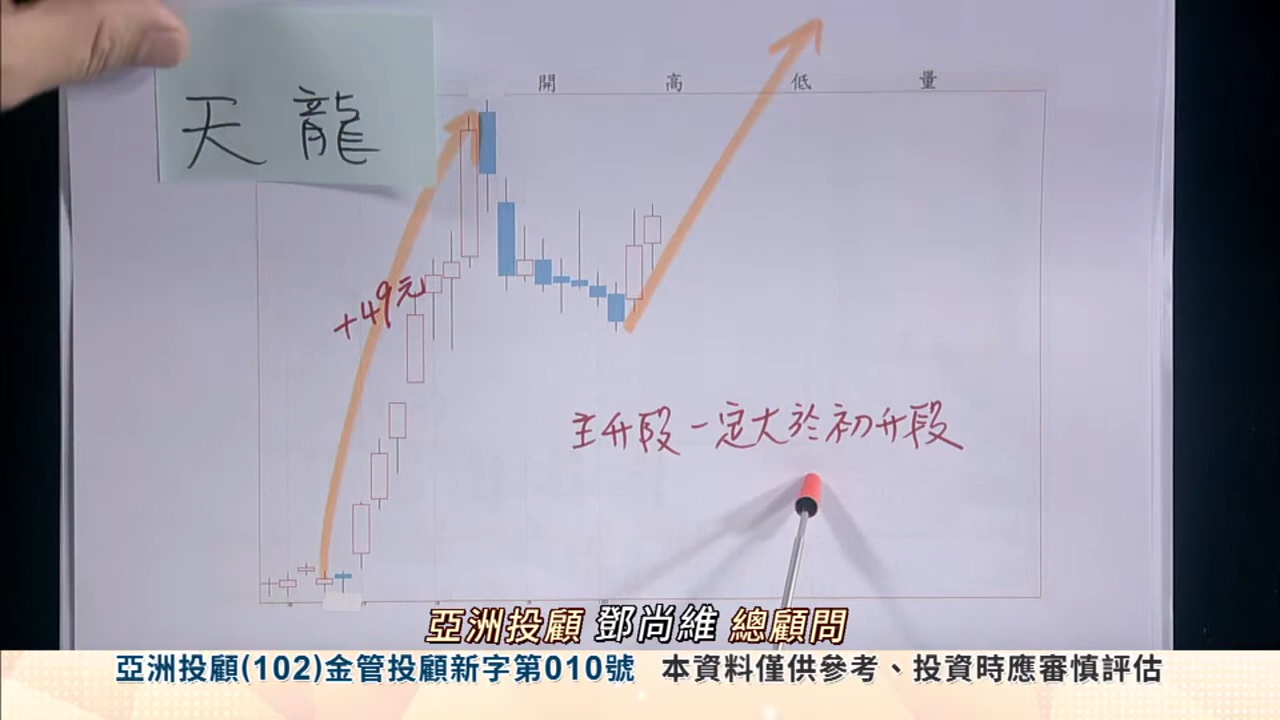 天龍
開 高 低 量
+49元
主升段一定大於初升段
亞洲投顧 鄧尚維 總顧問
亞洲投顧(102)金管投顧新字第010號 本資料僅供參考、投資時應審慎評估